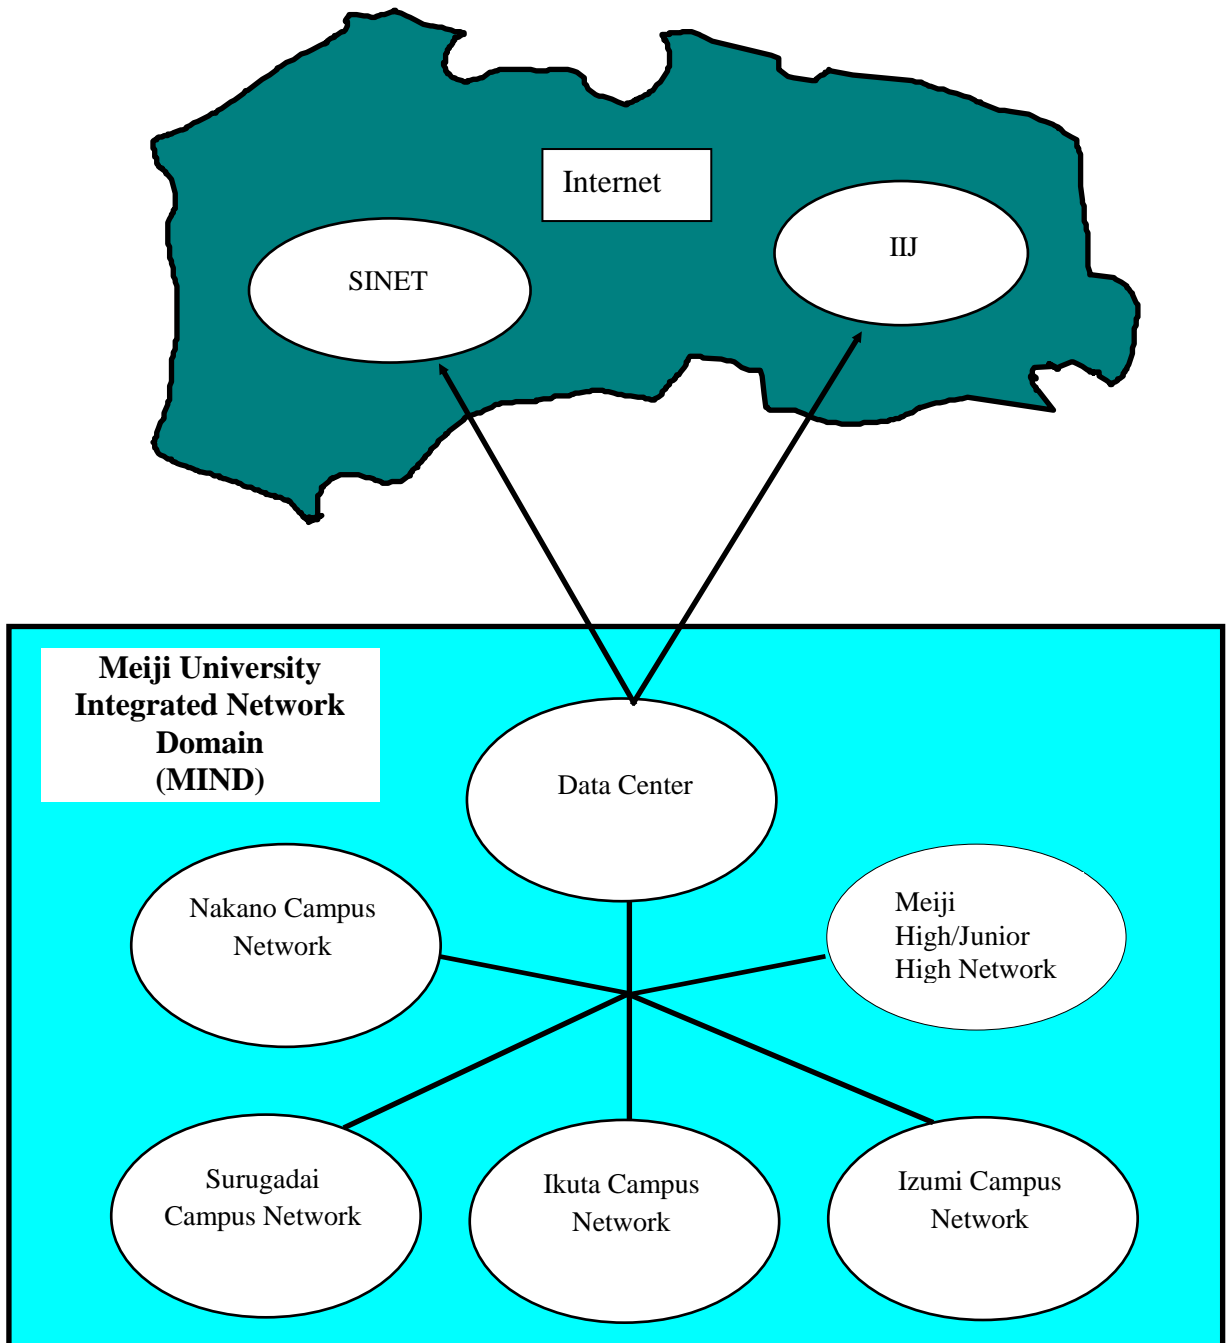 Internet
IIJ
SINET
Meiji University
Integrated Network
Domain
(MIND)
Data Center
Nakano Campus
Network
Meiji
High/Junior
High Network
Surugadai
Campus Network
Ikuta Campus
Network
Izumi Campus
Network